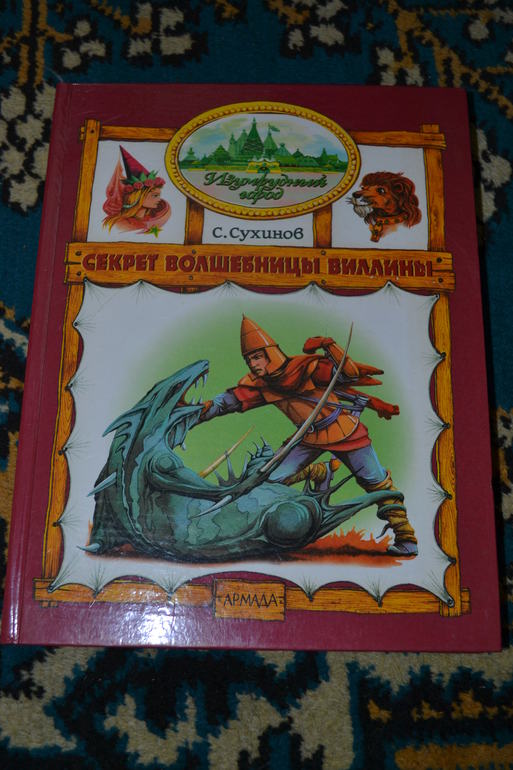 Изумрудный
город
С. Сухинов
СЕКРЕТ ВОЛШЕБНИЦЫ ВИЛЛИНЫ
АРМАДА